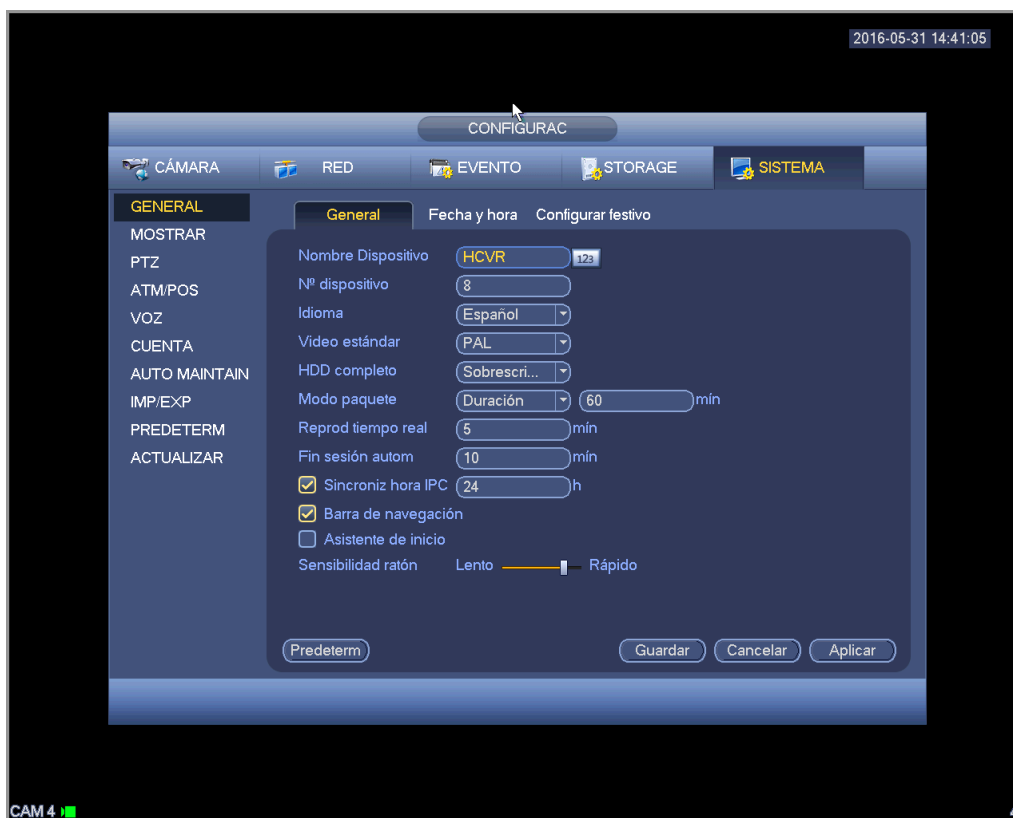 2016-05-31 14:41:05
CONFIGURAC
CÁMARA RED EVENTO STORAGE SISTEMA
GENERAL
MOSTRAR
PTZ
ATM/POS
VOZ
CUENTA
AUTO MAINTAIN
IMP/EXP
PREDETERM
ACTUALIZAR
General Fecha y hora Configurar festivo
Nombre Dispositivo HCVR 123
Nº dispositivo 8
Idioma Español
Video estándar PAL
HDD completo Sobrescri...
Modo paquete Duración 60 mín
Reprod tiempo real 5 mín
Fin sesión autom 10 mín
Sincroniz hora IPC 24 h
Barra de navegación
Asistente de inicio
Sensibilidad ratón Lento Rápido
Predeterm Guardar Cancelar Aplicar
CAM 4